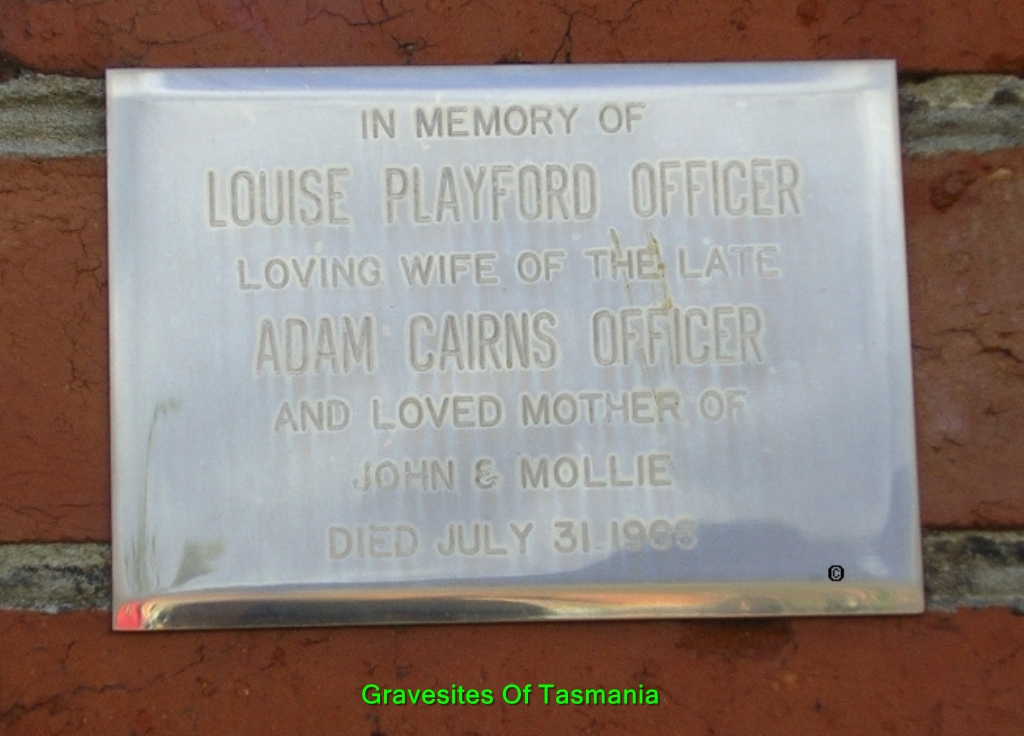 IN MEMORY OF
LOUISE PLAYFORD OFFICER
LOVING WIFE OF THE LATE
ADAM CAIRNS OFFICER
AND LOVED MOTHER OF
JOHN & MOLLIE
DIED JULY 31.
©
Gravesites Of Tasmania